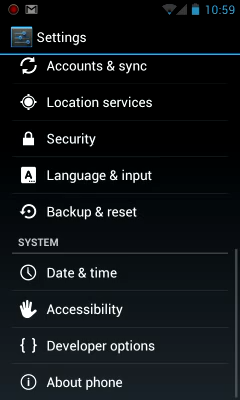 10:59
Settings
Accounts & sync
Location services
Security
Language & input
Backup & reset
SYSTEM
Date & time
Accessibility
Developer options
About phone